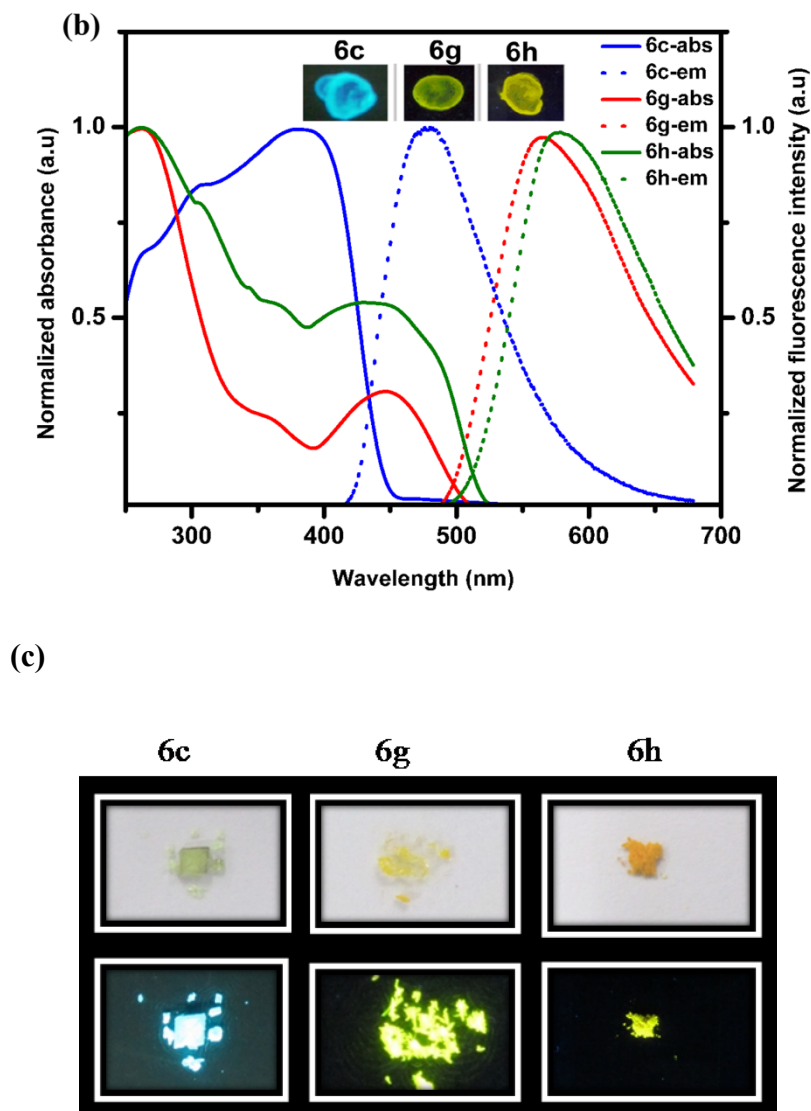 (b)
6c 6g 6h
6c-abs
6c-em
6g-abs
6g-em
6h-abs
6h-em
Normalized absorbance (a.u)
1.0
0.5
1.0
0.5
Normalized fluorescence intensity (a.u)
300 400 500 600 700
Wavelength (nm)
(c)
6c 6g 6h